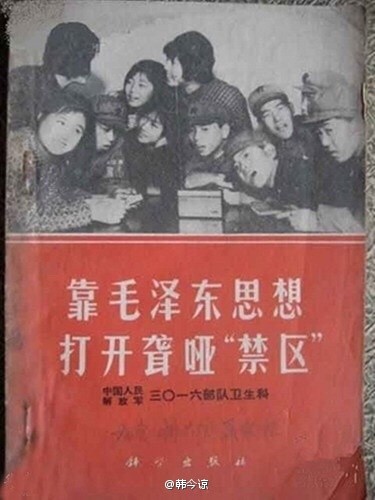 靠毛泽东思想
打开聋哑“禁区”
中国人民解放军 三〇一六部队卫生科
科学出版社
@韩今谅